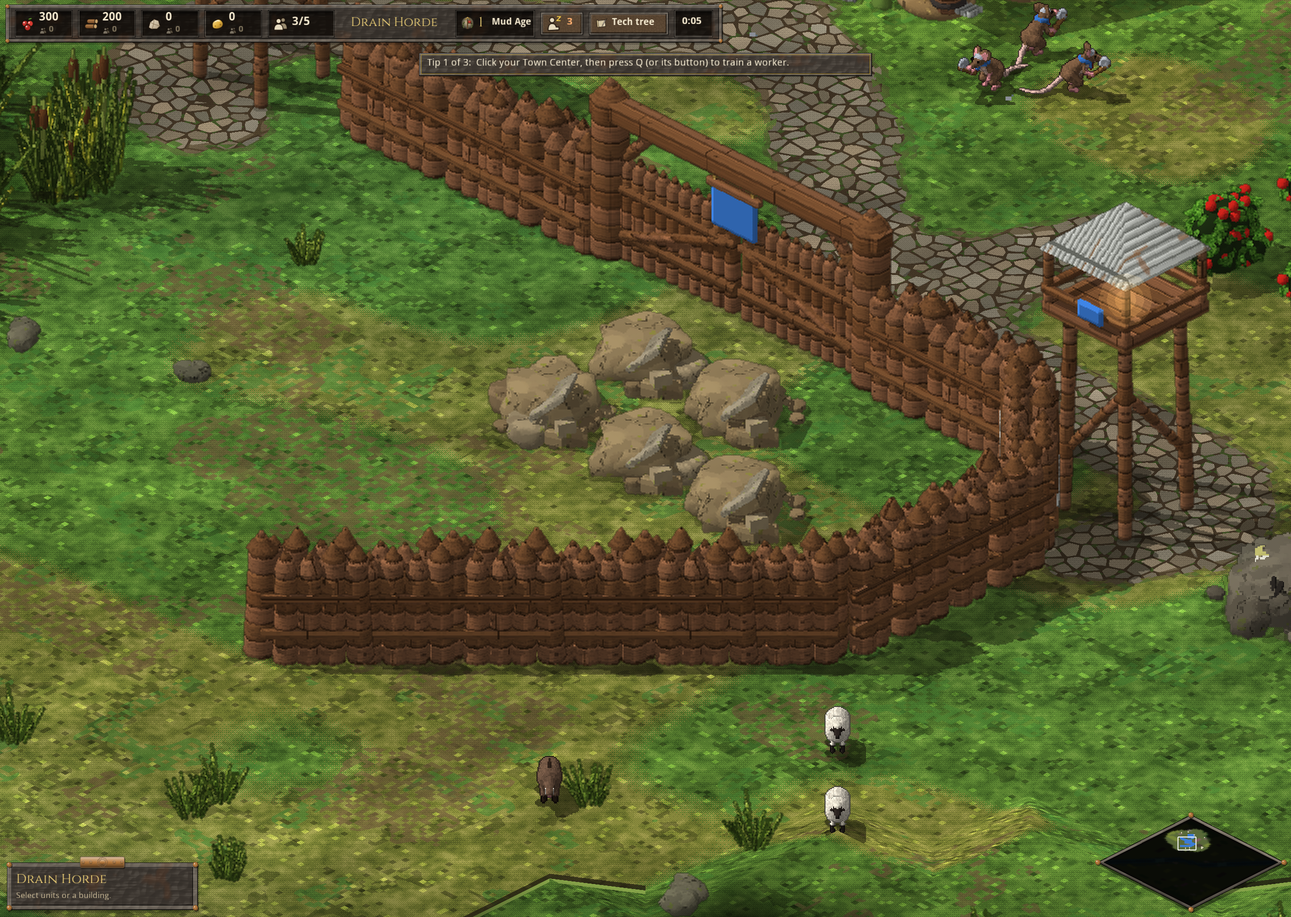 300
0
200
0
0
0
0
0
3/5
DRAIN HORDE
Mud Age
3
Tech tree
0:05
Tip 1 of 3: Click your Town Center, then press Q (or its button) to train a worker.
DRAIN HORDE
Select units or a building.